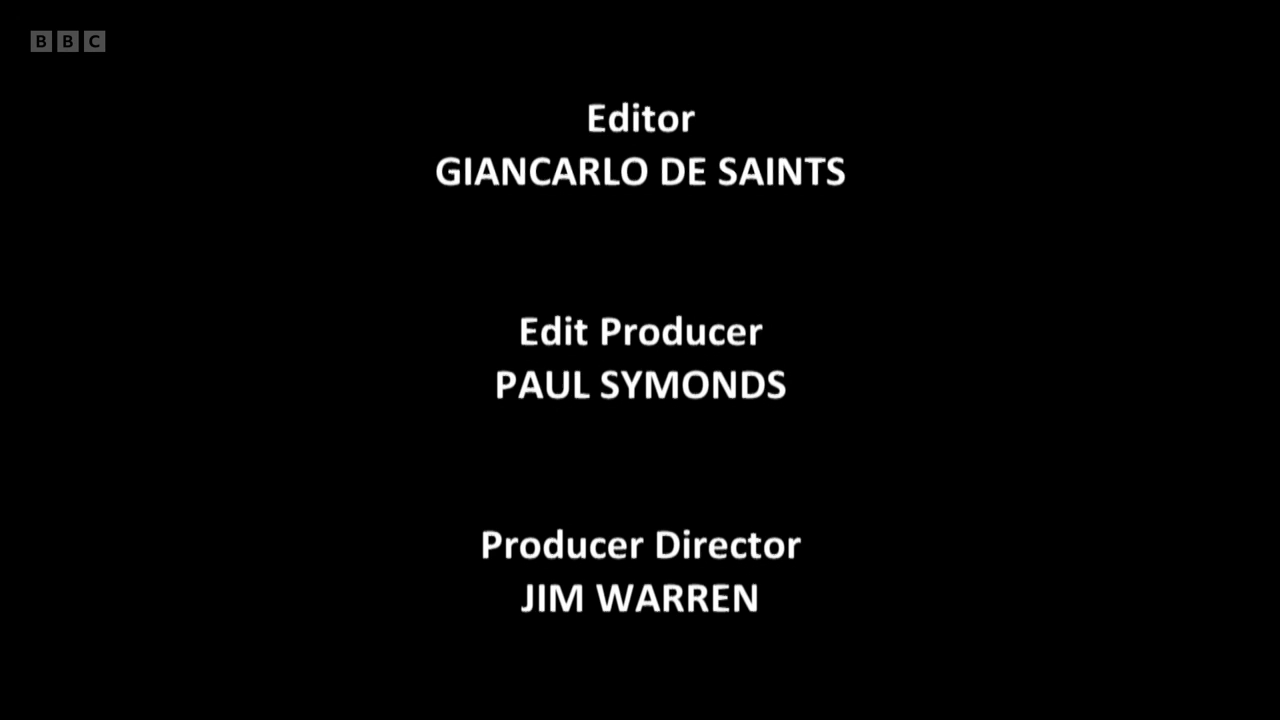 BBC
Editor
GIANCARLO DE SAINTS
Edit Producer
PAUL SYMONDS
Producer Director
JIM WARREN